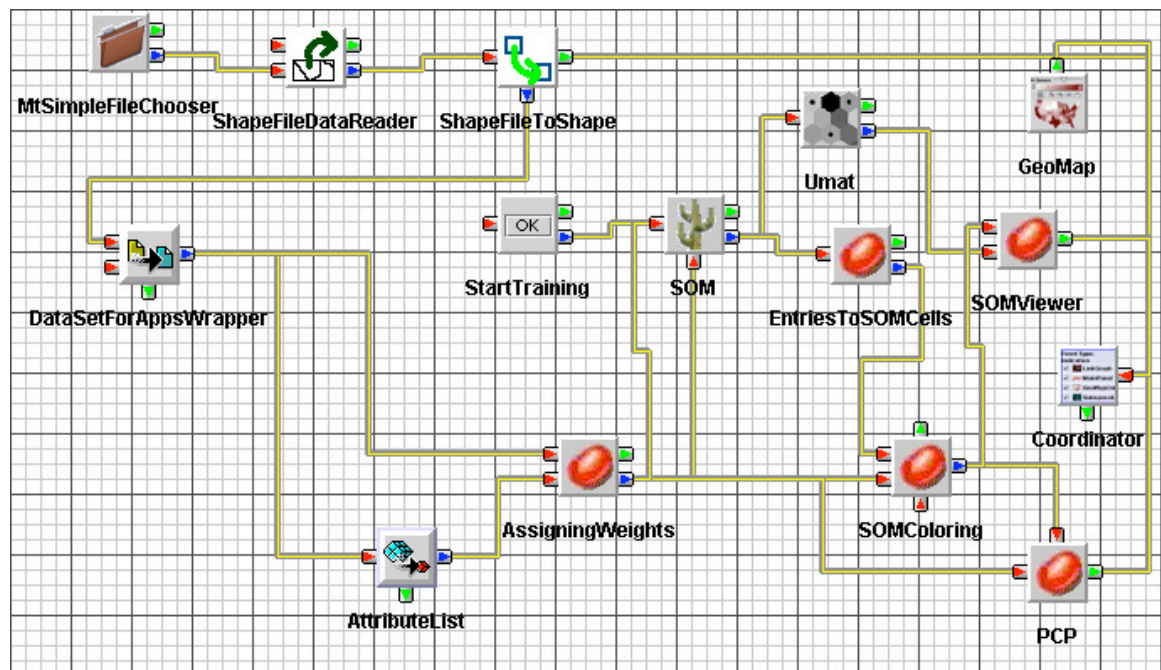 MtSimpleFileChooser
ShapeFileDataReader
ShapeFileToShape
GeoMap
Umat
OK
StartTraining
SOM
EntriesToSOMCells
SOMViewer
DataSetForAppsWrapper
Coordinator
AssigningWeights
SOMColoring
AttributeList
PCP